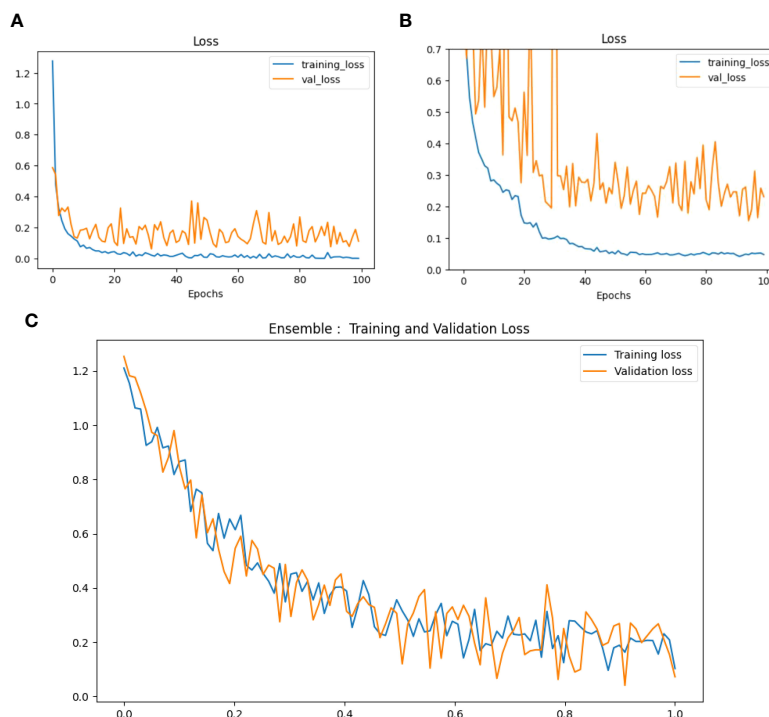 A
Loss
training_loss
val_loss
1.2
1.0
0.8
0.6
0.4
0.2
0.0
0
20
40
60
80
100
Epochs
B
Loss
training_loss
val_loss
0.7
0.6
0.5
0.4
0.3
0.2
0.1
0.0
0
20
40
60
80
100
Epochs
C
Ensemble : Training and Validation Loss
Training loss
Validation loss
1.2
1.0
0.8
0.6
0.4
0.2
0.0
0.0
0.2
0.4
0.6
0.8
1.0